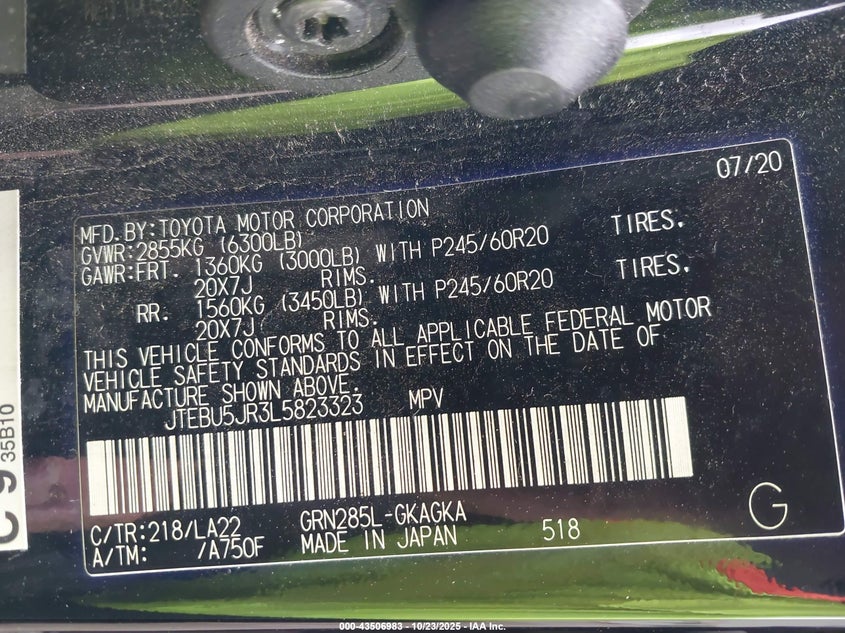 07/20
MFD.BY:TOYOTA MOTOR CORPORATION
GVWR:2855KG (6300LB)
GAWR:FRT. 1360KG (3000LB) WITH P245/60R20 TIRES.
20X7J RIMS.
RR. 1560KG (3450LB) WITH P245/60R20 TIRES.
20X7J RIMS.
THIS VEHICLE CONFORMS TO ALL APPLICABLE FEDERAL MOTOR
VEHICLE SAFETY STANDARDS IN EFFECT ON THE DATE OF
MANUFACTURE SHOWN ABOVE.
JTEBU5JR3L5823323 MPV
C/TR:218/LA22 GRN285L-GKAGKA
A/TM: /A750F MADE IN JAPAN 518
G
C9
35B10
000-43506983 - 10/23/2025 - IAA Inc.